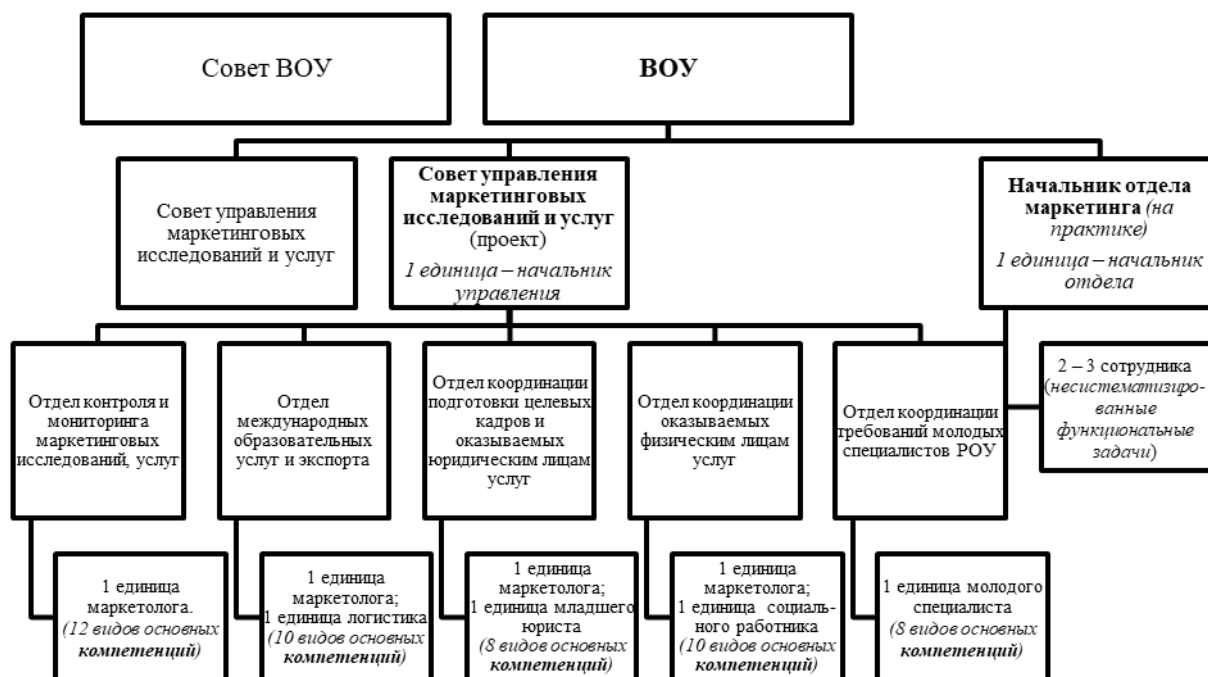 Совет ВОУ
ВОУ
Совет управления
маркетинговых
исследований и услуг
Совет управления
маркетинговых
исследований и услуг
(проект)
1 единица – начальник
управления
Начальник отдела
маркетинга (на
практике)
1 единица – начальник
отдела
Отдел контроля и
мониторинга
маркетинговых
исследований, услуг
Отдел
международных
образовательных
услуг и экспорта
Отдел координации
подготовки целевых
кадров и
оказываемых
юридическим лицам
услуг
Отдел координации
оказываемых
физическим лицам
услуг
Отдел координации
требований молодых
специалистов РОУ
2 – 3 сотрудника
(несистематизиро-
ванные
функциональные
задачи)
1 единица
маркетолога.
(12 видов основных
компетенций)
1 единица
маркетолога;
1 единица логистика
(10 видов основных
компетенций)
1 единица
маркетолога;
1 единица младшего
юриста
(8 видов основных
компетенций)
1 единица
маркетолога;
1 единица социаль-
ного работника
(10 видов основных
компетенций)
1 единица молодого
специалиста
(8 видов основных
компетенций)